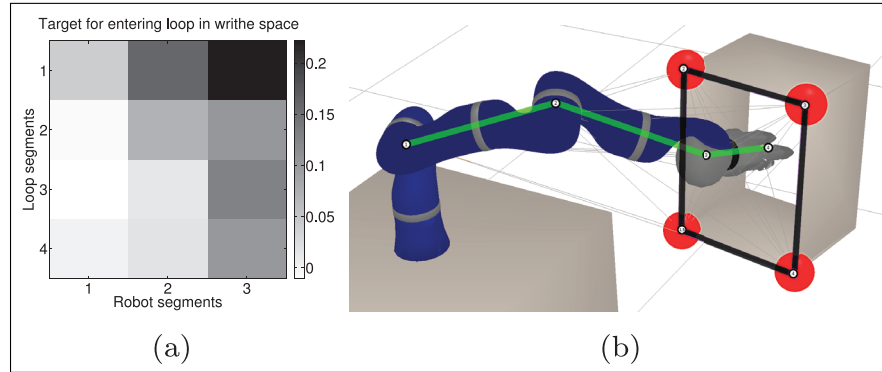 Target for entering loop in writhe space
Loop segments
1
2
3
4
1 2 3
Robot segments
0.2
0.15
0.1
0.05
0
(a)
(b)